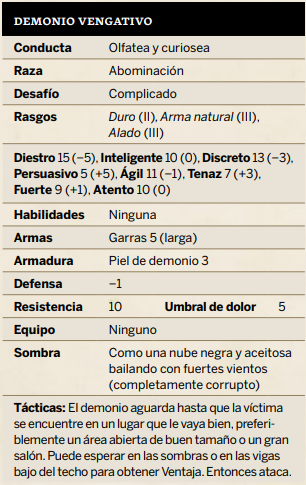 DEMONIO VENGATIVO
Conducta Olfatea y curiosea
Raza Abominación
Desafío Complicado
Rasgos Duro (II), Arma natural (III),
Alado (III)
Diestro 15 (−5), Inteligente 10 (0), Discreto 13 (−3),
Persuasivo 5 (+5), Ágil 11 (−1), Tenaz 7 (+3),
Fuerte 9 (+1), Atento 10 (0)
Habilidades Ninguna
Armas Garras 5 (larga)
Armadura Piel de demonio 3
Defensa −1
Resistencia 10 Umbral de dolor 5
Equipo Ninguno
Sombra Como una nube negra y aceitosa
bailando con fuertes vientos
(completamente corrupto)
Tácticas: El demonio aguarda hasta que la víctima
se encuentre en un lugar que le vaya bien, preferi-
blemente un área abierta de buen tamaño o un gran
salón. Puede esperar en las sombras o en las vigas
bajo del techo para obtener Ventaja. Entonces ataca.